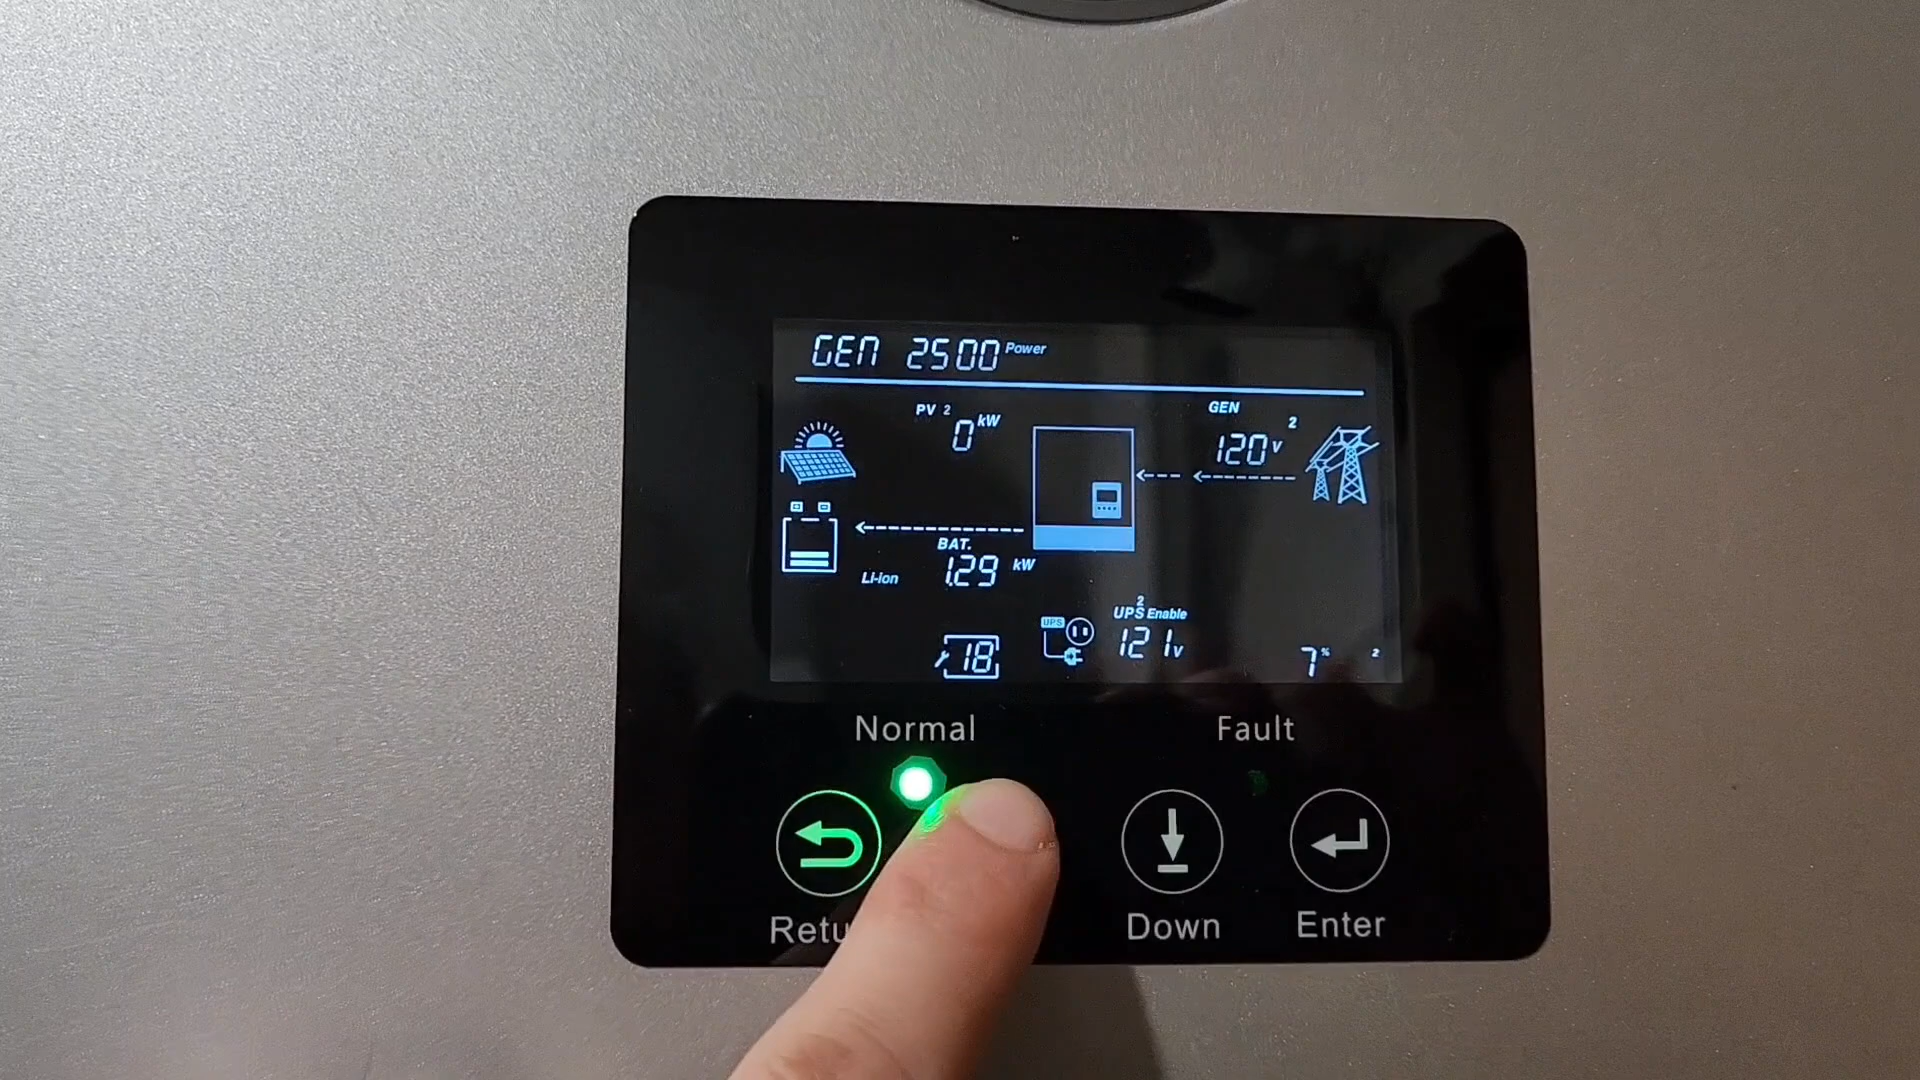 GEN 2500 Power
PV 2
0 kW
GEN
120 V 2
BAT.
Li-ion 1.29 kW
2
UPS UPS Enable
121 V
18
7 % 2
Normal Fault
Retu Down Enter